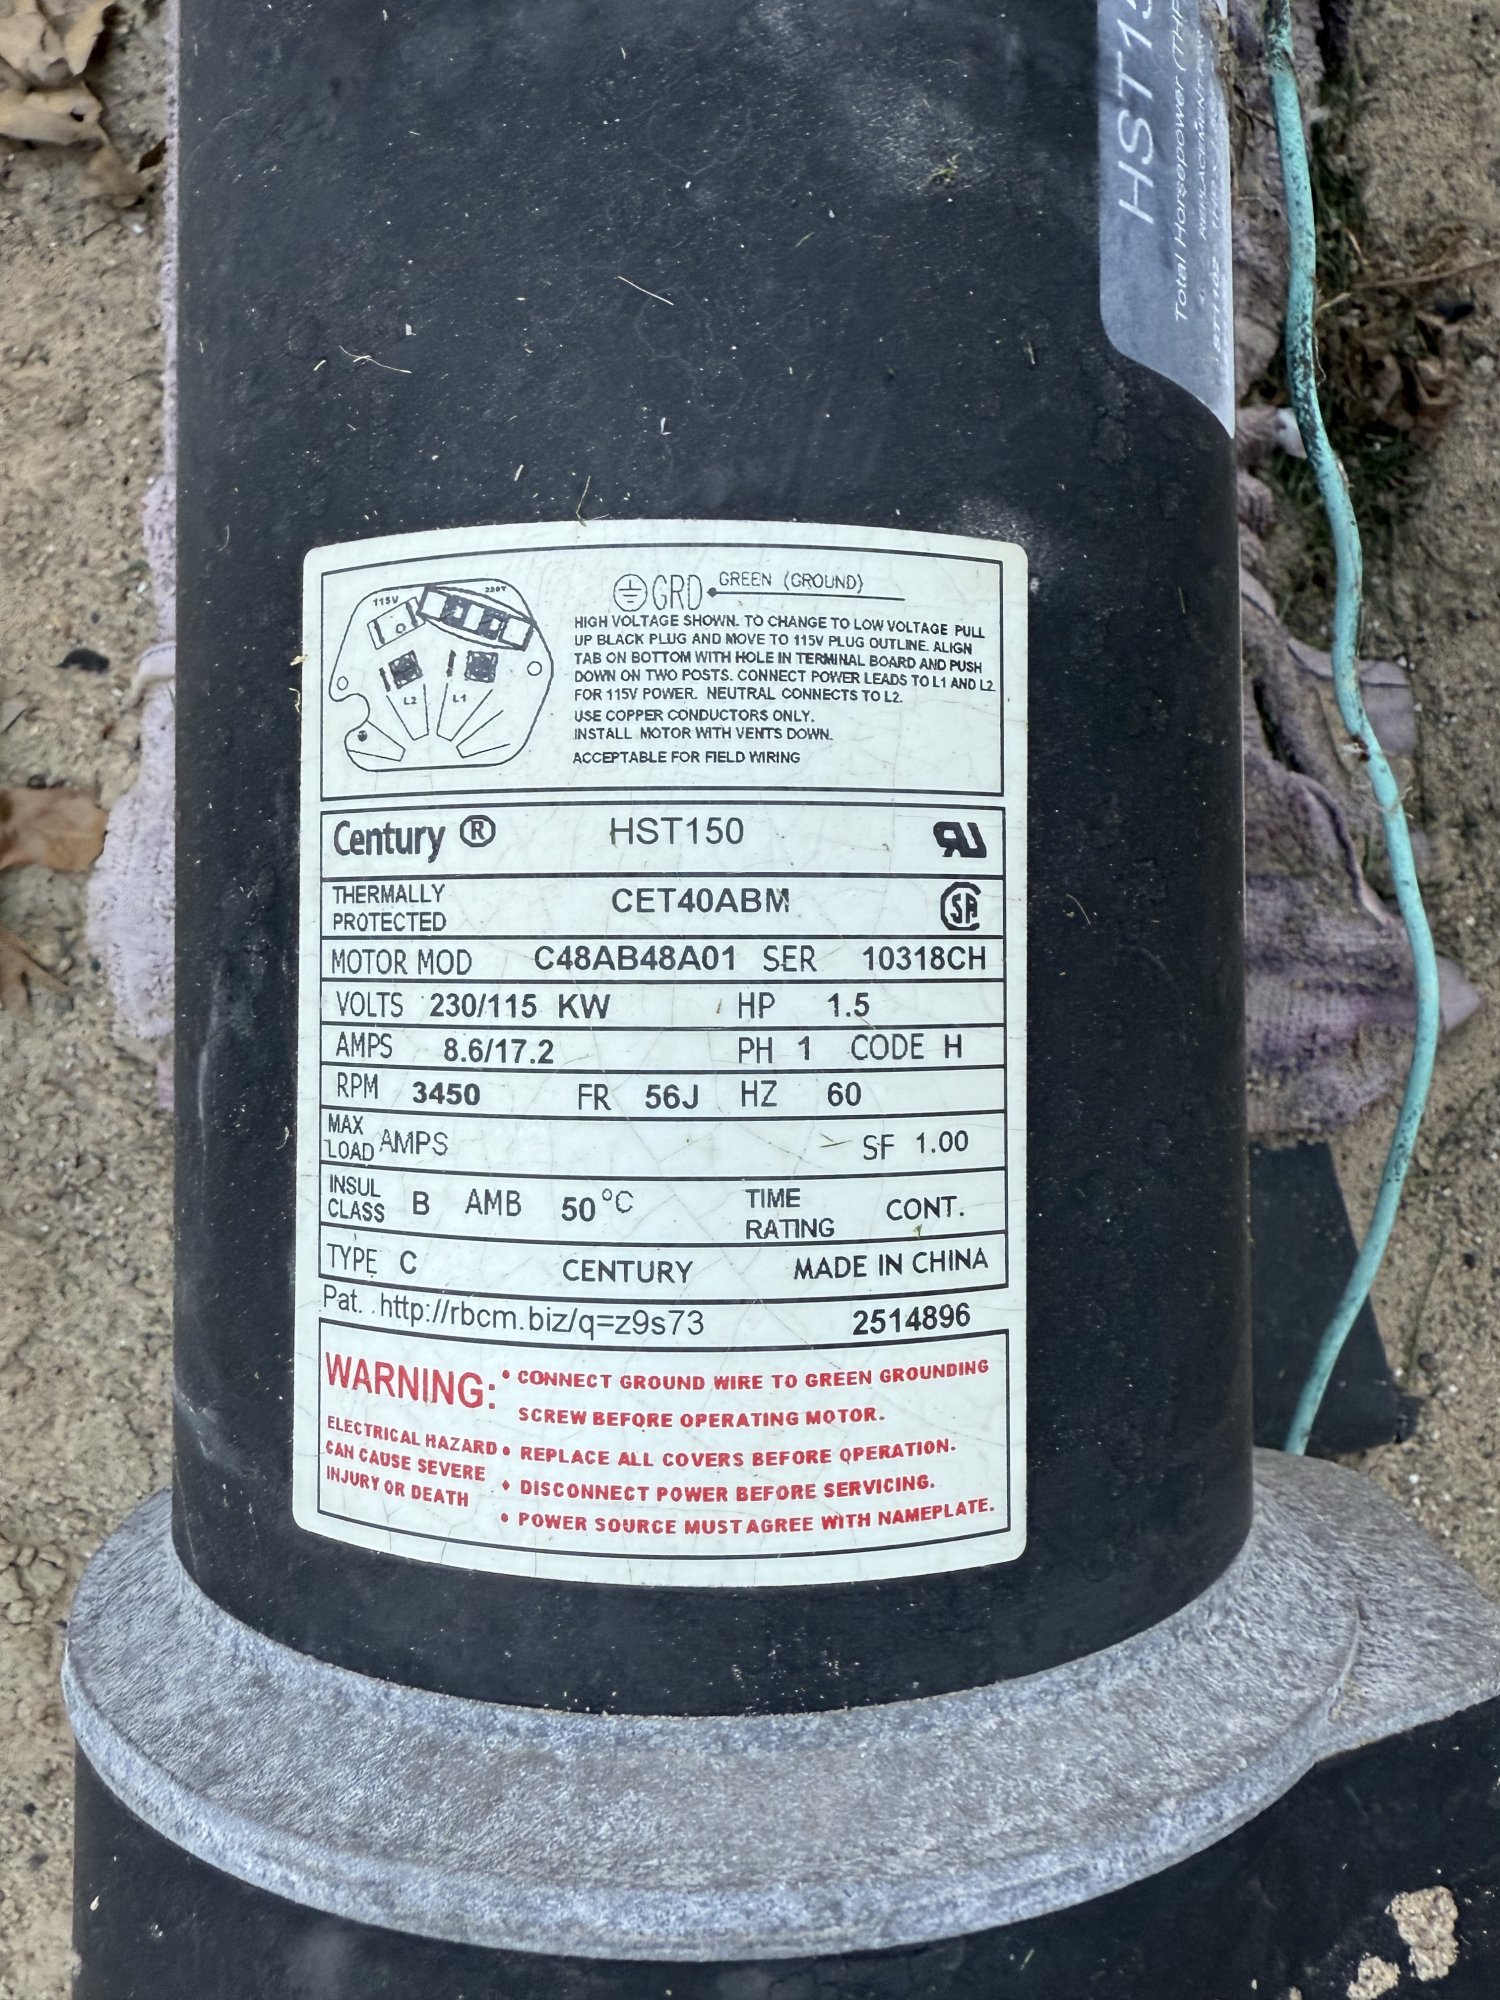 HST15
Total Horsepower (THP
REPLACEMENT FOR
115V
230V
L2
L1
GRD GREEN (GROUND)
HIGH VOLTAGE SHOWN. TO CHANGE TO LOW VOLTAGE PULL
UP BLACK PLUG AND MOVE TO 115V PLUG OUTLINE. ALIGN
TAB ON BOTTOM WITH HOLE IN TERMINAL BOARD AND PUSH
DOWN ON TWO POSTS. CONNECT POWER LEADS TO L1 AND L2
FOR 115V POWER. NEUTRAL CONNECTS TO L2.
USE COPPER CONDUCTORS ONLY.
INSTALL MOTOR WITH VENTS DOWN.
ACCEPTABLE FOR FIELD WIRING
Century ® HST150
THERMALLY
PROTECTED CET40ABM
MOTOR MOD C48AB48A01 SER 10318CH
VOLTS 230/115 KW HP 1.5
AMPS 8.6/17.2 PH 1 CODE H
RPM 3450 FR 56J HZ 60
MAX
LOAD AMPS SF 1.00
INSUL
CLASS B AMB 50°C TIME
RATING CONT.
TYPE C CENTURY MADE IN CHINA
Pat. . http://rbcm.biz/q=z9s73 2514896
WARNING:
ELECTRICAL HAZARD
CAN CAUSE SEVERE
INJURY OR DEATH
• CONNECT GROUND WIRE TO GREEN GROUNDING
SCREW BEFORE OPERATING MOTOR.
• REPLACE ALL COVERS BEFORE OPERATION.
• DISCONNECT POWER BEFORE SERVICING.
• POWER SOURCE MUST AGREE WITH NAMEPLATE.